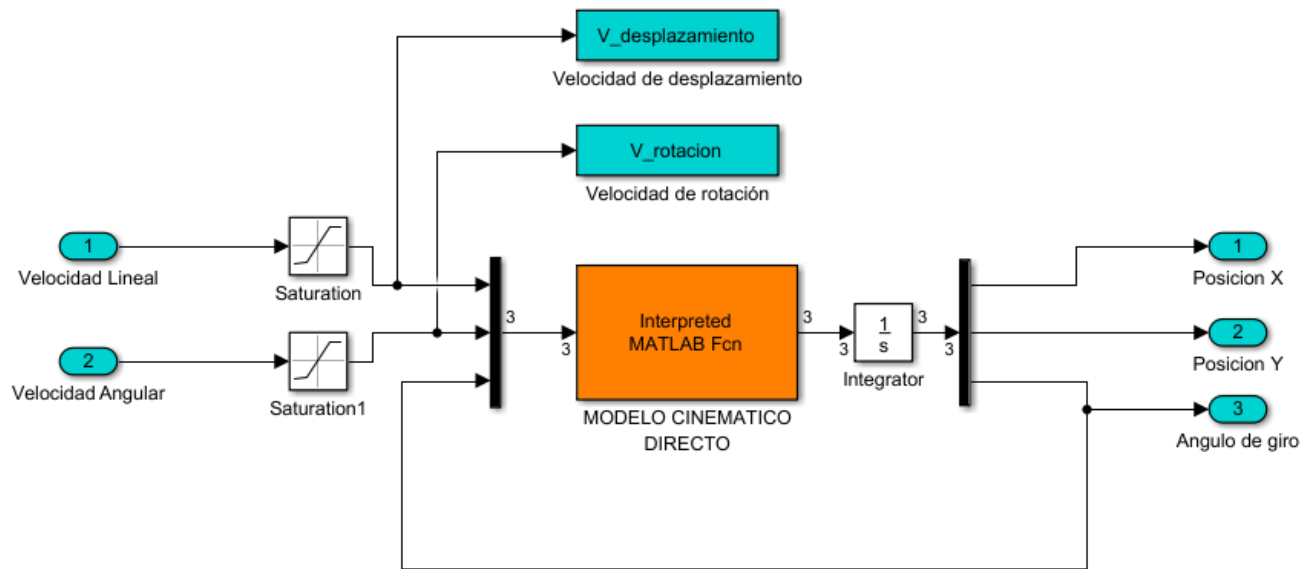 V_desplazamiento
Velocidad de desplazamiento
V_rotacion
Velocidad de rotación
1
Velocidad Lineal
Saturation
2
Velocidad Angular
Saturation1
3
3
Interpreted
MATLAB Fcn
MODELO CINEMATICO
DIRECTO
3
3
1
s
Integrator
3
3
1
Posicion X
2
Posicion Y
3
Angulo de giro